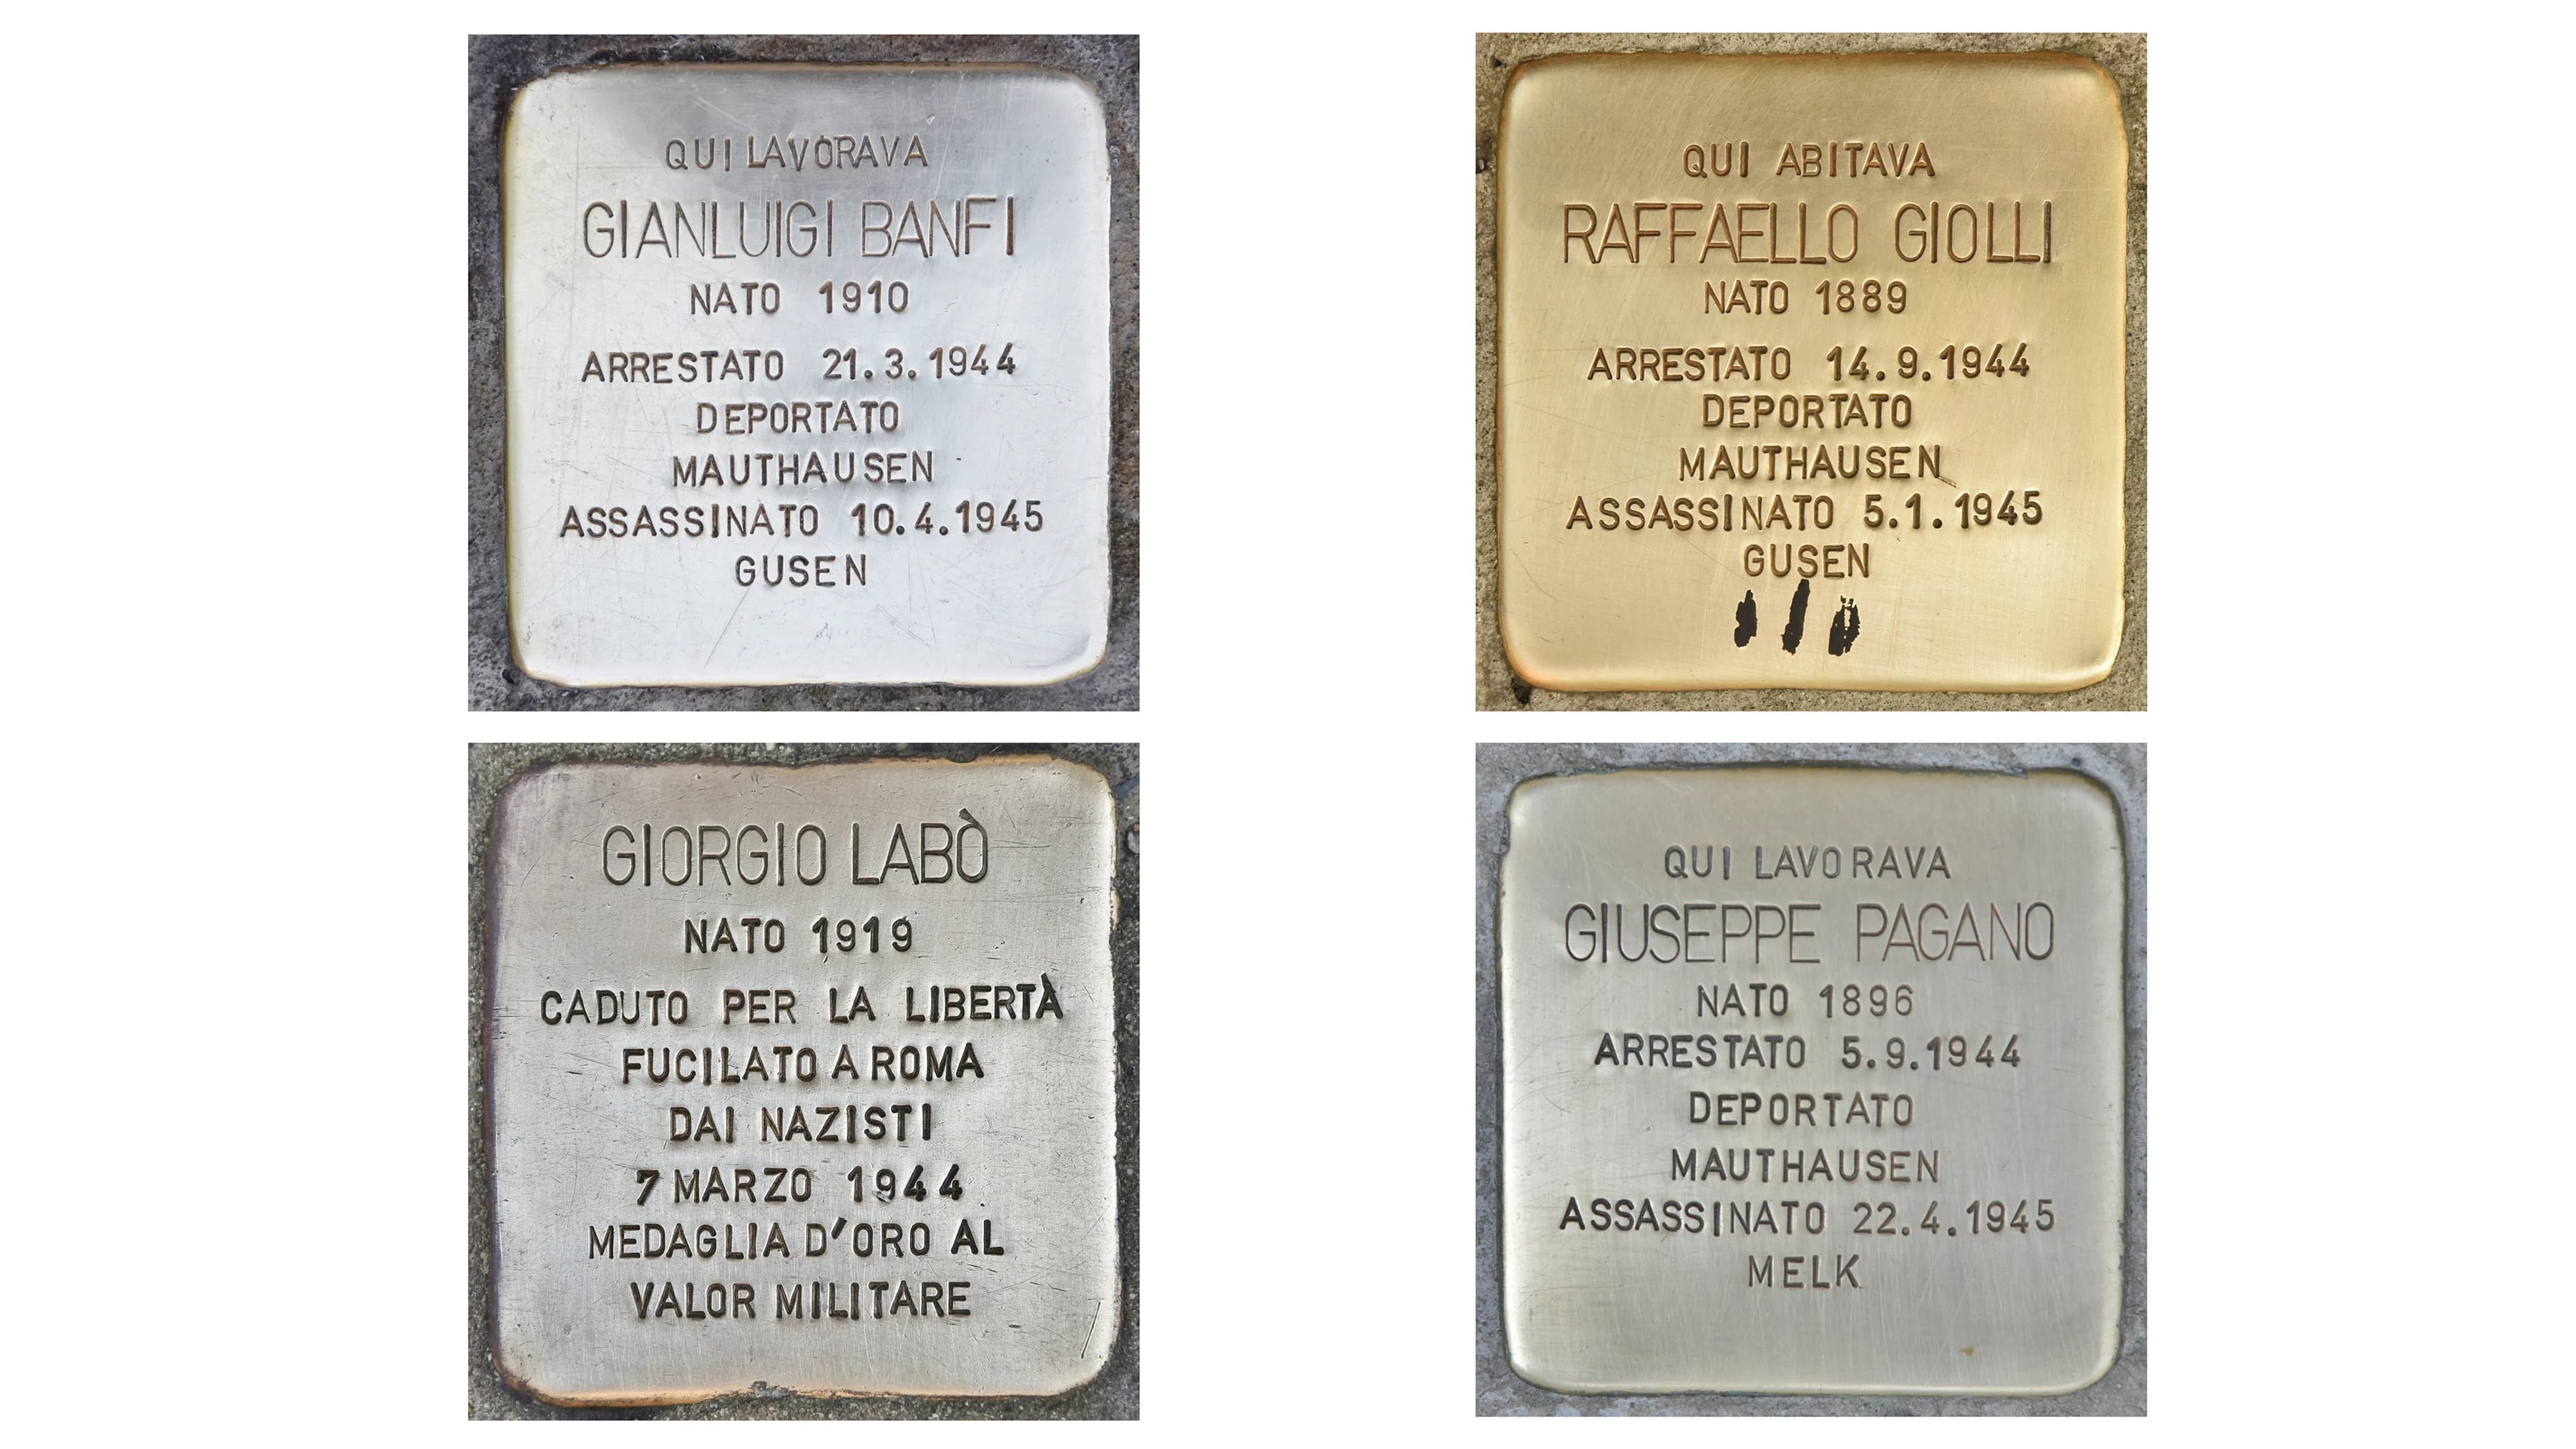 QUI LAVORAVA
GIANLUIGI BANFI
NATO 1910
ARRESTATO 21.3.1944
DEPORTATO
MAUTHAUSEN
ASSASSINATO 10.4.1945
GUSEN
QUI ABITAVA
RAFFAELLO GIOLLI
NATO 1889
ARRESTATO 14.9.1944
DEPORTATO
MAUTHAUSEN
ASSASSINATO 5.1.1945
GUSEN
GIORGIO LABÒ
NATO 1919
CADUTO PER LA LIBERTÀ
FUCILATO A ROMA
DAI NAZISTI
7 MARZO 1944
MEDAGLIA D'ORO AL
VALOR MILITARE
QUI LAVORAVA
GIUSEPPE PAGANO
NATO 1896
ARRESTATO 5.9.1944
DEPORTATO
MAUTHAUSEN
ASSASSINATO 22.4.1945
MELK